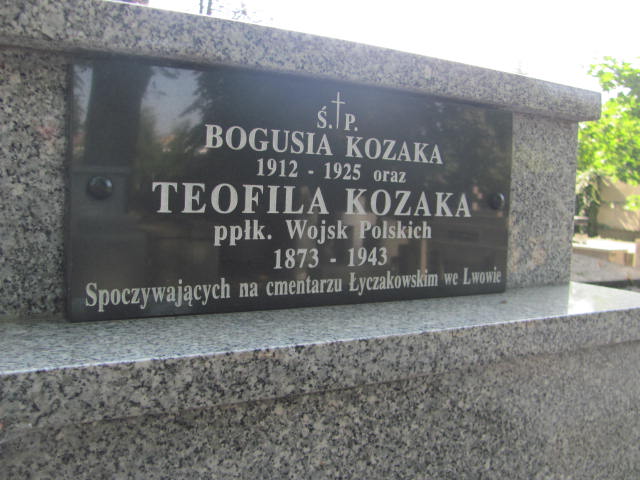 Ś.†P.
BOGUSIA KOZAKA
1912 - 1925 oraz
TEOFILA KOZAKA
ppłk. Wojsk Polskich
1873 - 1943
Spoczywających na cmentarzu Łyczakowskim we Lwowie